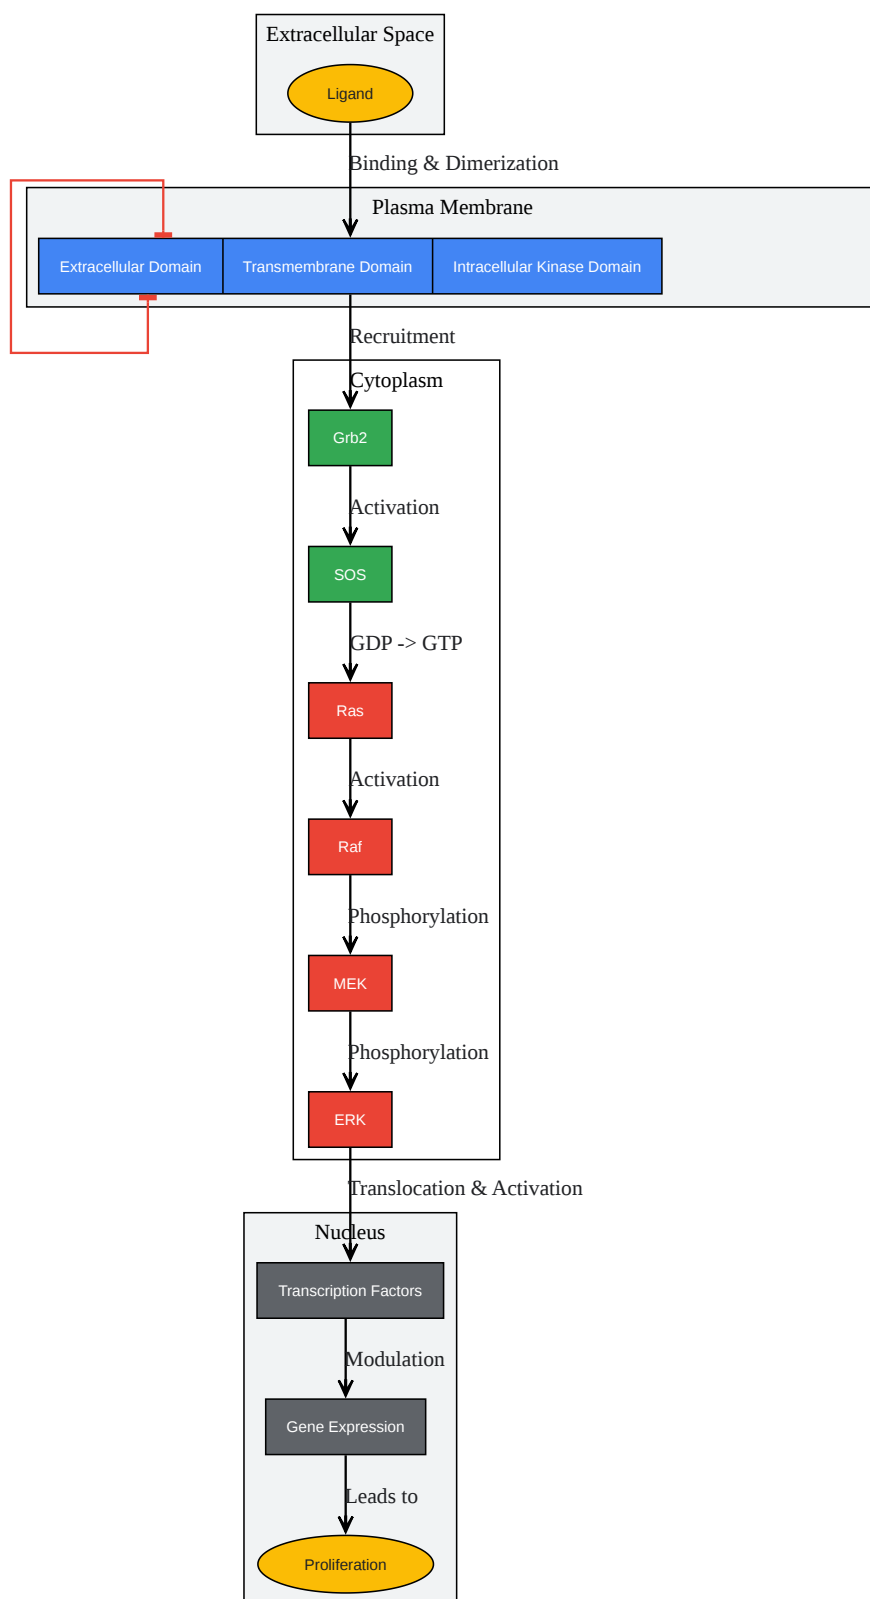 Extracellular Space
Ligand
Binding & Dimerization
Plasma Membrane
Extracellular Domain
Transmembrane Domain
Intracellular Kinase Domain
Recruitment
Cytoplasm
Grb2
Activation
SOS
GDP -> GTP
Ras
Activation
Raf
Phosphorylation
MEK
Phosphorylation
ERK
Translocation & Activation
Nucleus
Transcription Factors
Modulation
Gene Expression
Leads to
Proliferation